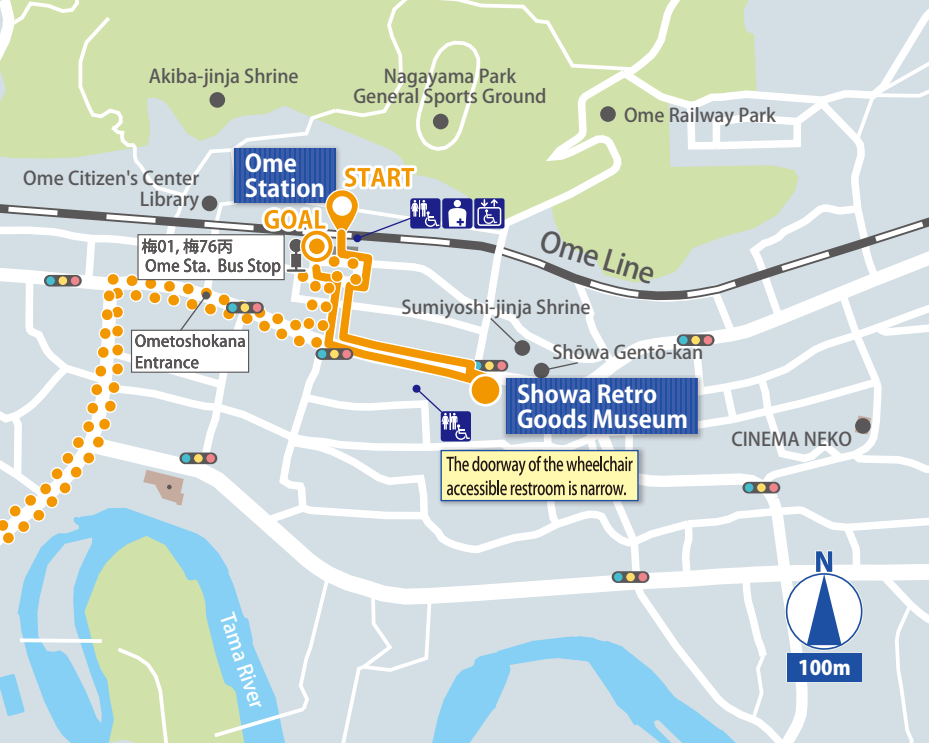 Akiba-jinja Shrine
Nagayama Park
General Sports Ground
Ome Railway Park
Ome
Station
START
Ome Citizen's Center
Library
GOAL
梅01, 梅76丙
Ome Sta. Bus Stop
Ome Line
Sumiyoshi-jinja Shrine
Ometoshokana
Entrance
Shōwa Gentō-kan
Showa Retro
Goods Museum
CINEMA NEKO
The doorway of the wheelchair
accessible restroom is narrow.
Tama River
N
100m